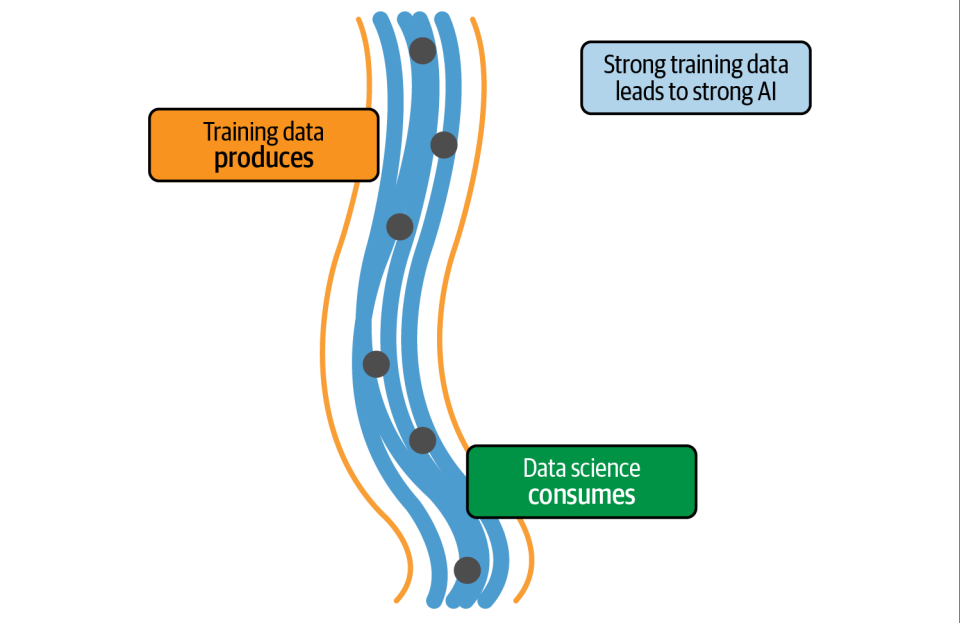 Strong training data
leads to strong AI
Training data
produces
Data science
consumes